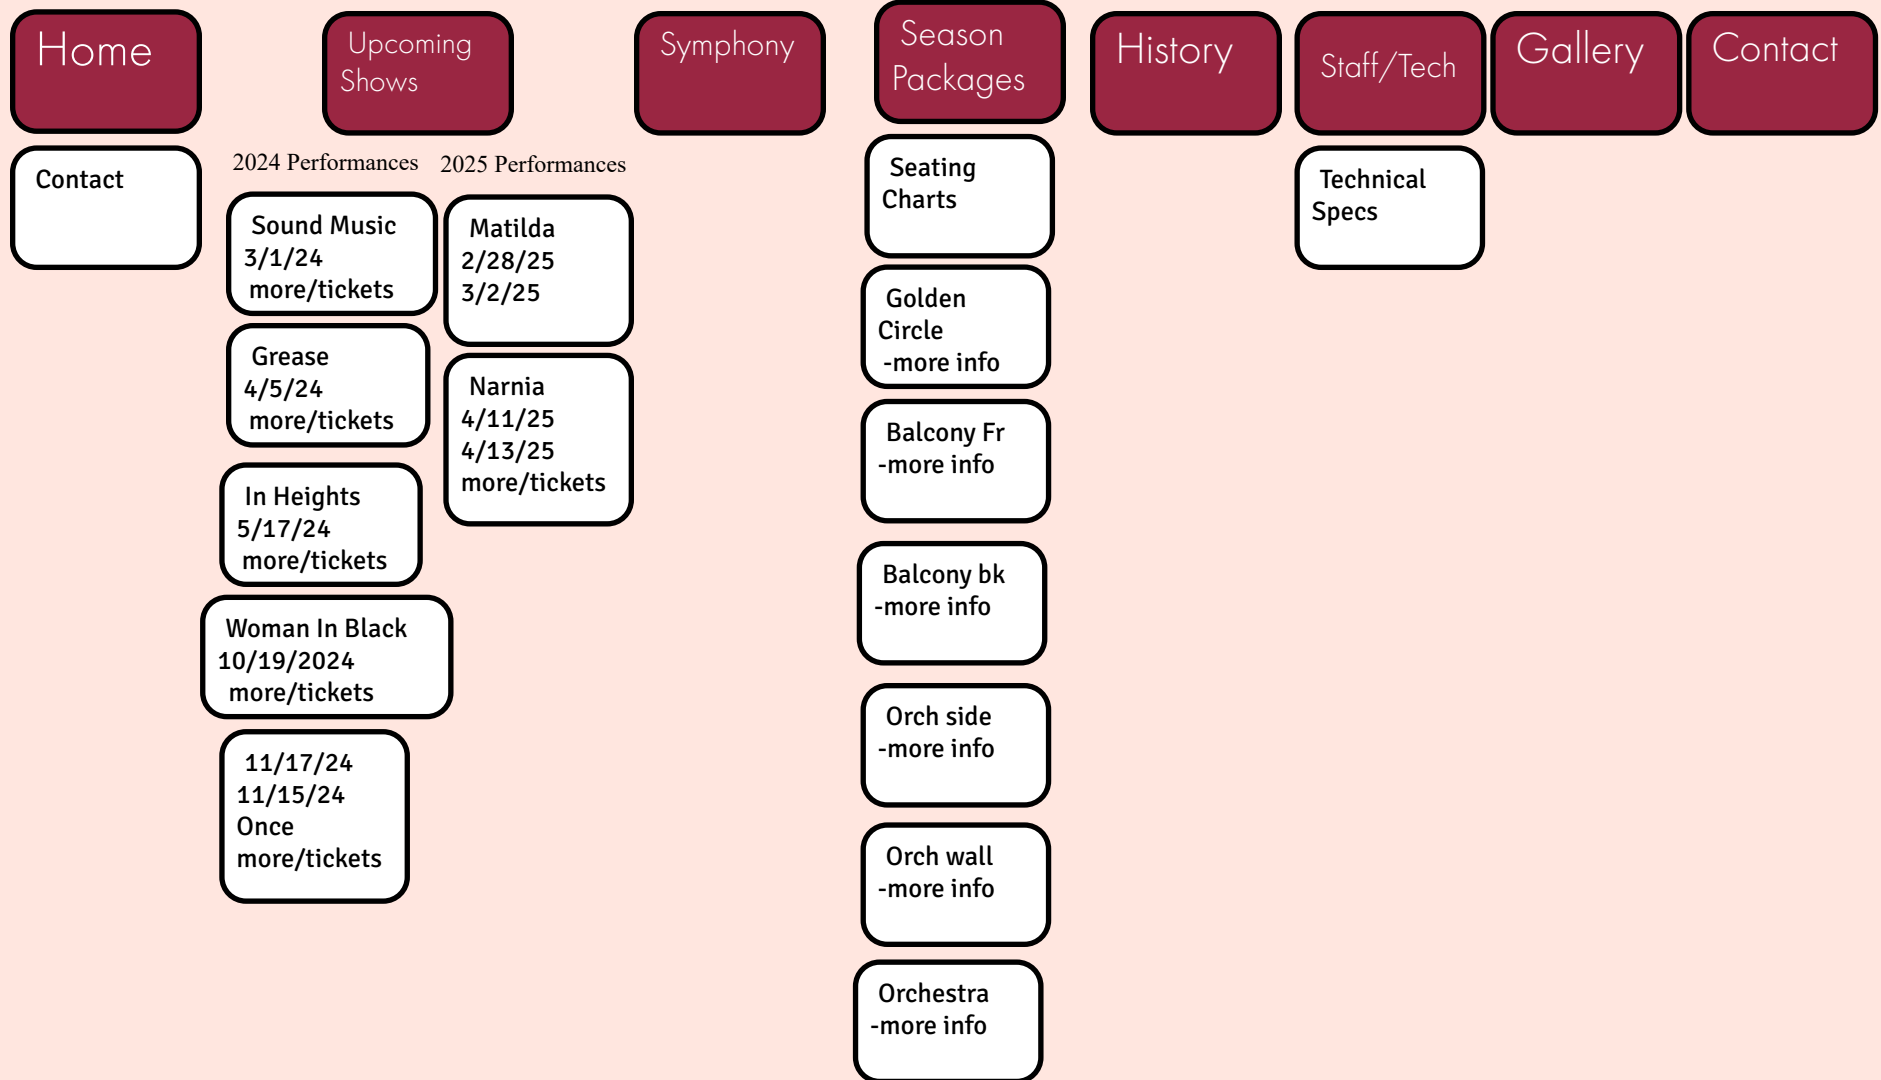 Home
Upcoming
Shows
Symphony
Season
Packages
History
Staff/Tech
Gallery
Contact
Contact
2024 Performances
Sound Music
3/1/24
more/tickets
Grease
4/5/24
more/tickets
In Heights
5/17/24
more/tickets
Woman In Black
10/19/2024
more/tickets
11/17/24
11/15/24
Once
more/tickets
2025 Performances
Matilda
2/28/25
3/2/25
Narnia
4/11/25
4/13/25
more/tickets
Seating
Charts
Golden
Circle
-more info
Balcony Fr
-more info
Balcony bk
-more info
Orch side
-more info
Orch wall
-more info
Orchestra
-more info
Technical
Specs